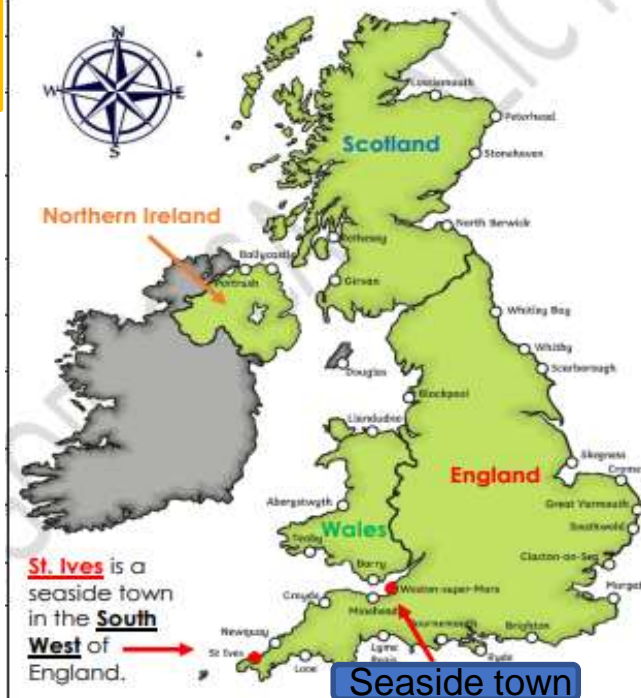 N
W E
S
Lossiemouth
Peterhead
Scotland
Stonehaven
Northern Ireland
North Berwick
Rothesay
Ballycastle
Portrush
Girvan
Whitley Bay
Whitby
Scarborough
Douglas
Blackpool
Llandudno
Skegness
England
Cromer
Great Yarmouth
Aberystwyth
Southwold
Wales
Tenby
Clacton-on-Sea
Barry
St. Ives is a
seaside town
in the South
West of
England.
Weston-super-Mare
Margat
Croyde
Minehead
Newquay
Bournemouth
Brighton
St Ives
Lyme
Regis
Looe
Ryde
Seaside town